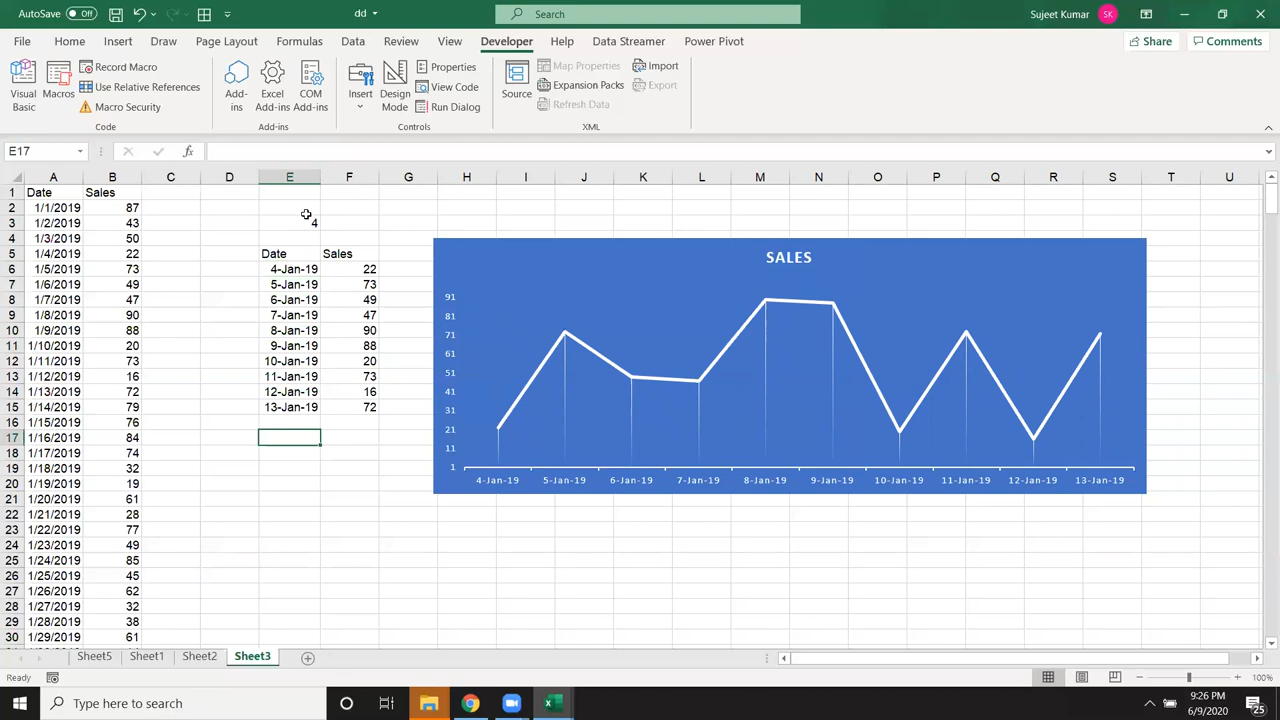 AutoSave Off dd Search Sujeet Kumar SK
File Home Insert Draw Page Layout Formulas Data Review View Developer Help Data Streamer Power Pivot Share Comments
Visual Basic Macros Record Macro Use Relative References Macro Security Code
Add-ins Excel Add-ins COM Add-ins Add-ins
Insert Design Mode Properties View Code Run Dialog Controls
Source Map Properties Expansion Packs Refresh Data Import Export XML
E17 fx
A B C D E F G H I J K L M N O P Q R S T U
1 Date Sales
2 1/1/2019 87
3 1/2/2019 43 4
4 1/3/2019 50
5 1/4/2019 22 Date Sales
6 1/5/2019 73 4-Jan-19 22
7 1/6/2019 49 5-Jan-19 73
8 1/7/2019 47 6-Jan-19 49
9 1/8/2019 90 7-Jan-19 47
10 1/9/2019 88 8-Jan-19 90
11 1/10/2019 20 9-Jan-19 88
12 1/11/2019 73 10-Jan-19 20
13 1/12/2019 16 11-Jan-19 73
14 1/13/2019 72 12-Jan-19 16
15 1/14/2019 79 13-Jan-19 72
16 1/15/2019 76
17 1/16/2019 84
18 1/17/2019 74
19 1/18/2019 32
20 1/19/2019 19
21 1/20/2019 61
22 1/21/2019 28
23 1/22/2019 77
24 1/23/2019 49
25 1/24/2019 85
26 1/25/2019 45
27 1/26/2019 62
28 1/27/2019 32
29 1/28/2019 38
30 1/29/2019 61
SALES
91
81
71
61
51
41
31
21
11
1
4-Jan-19 5-Jan-19 6-Jan-19 7-Jan-19 8-Jan-19 9-Jan-19 10-Jan-19 11-Jan-19 12-Jan-19 13-Jan-19
Sheet5 Sheet1 Sheet2 Sheet3
Ready 100%
Type here to search 9:26 PM
6/9/2020 25